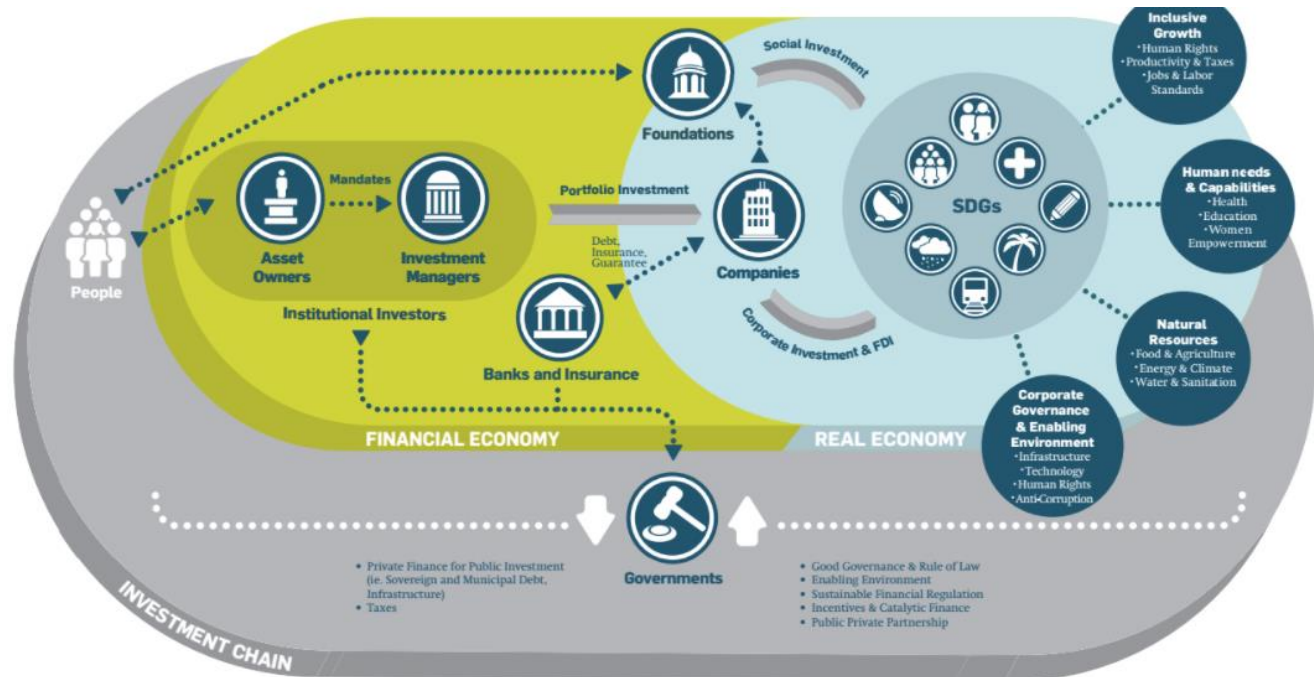 Inclusive
Growth
• Human Rights
• Productivity & Taxes
• Jobs & Labor
Standards
Social Investment
Foundations
Mandates
Portfolio Investment
Debt,
Insurance,
Guarantee
Asset
Owners
Investment
Managers
Companies
SDGs
Human needs
& Capabilities
• Health
• Education
• Women
Empowerment
People
Institutional Investors
Banks and Insurance
Corporate Investment & FDI
Natural
Resources
• Food & Agriculture
• Energy & Climate
• Water & Sanitation
Corporate
Governance
& Enabling
Environment
• Infrastructure
• Technology
• Human Rights
• Anti-Corruption
FINANCIAL ECONOMY
REAL ECONOMY
Governments
• Private Finance for Public Investment
(ie. Sovereign and Municipal Debt,
Infrastructure)
• Taxes
• Good Governance & Rule of Law
• Enabling Environment
• Sustainable Financial Regulation
• Incentives & Catalytic Finance
• Public Private Partnership
INVESTMENT CHAIN